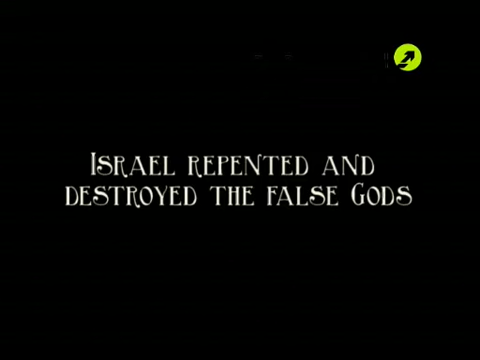 Israel repented and
destroyed the false Gods